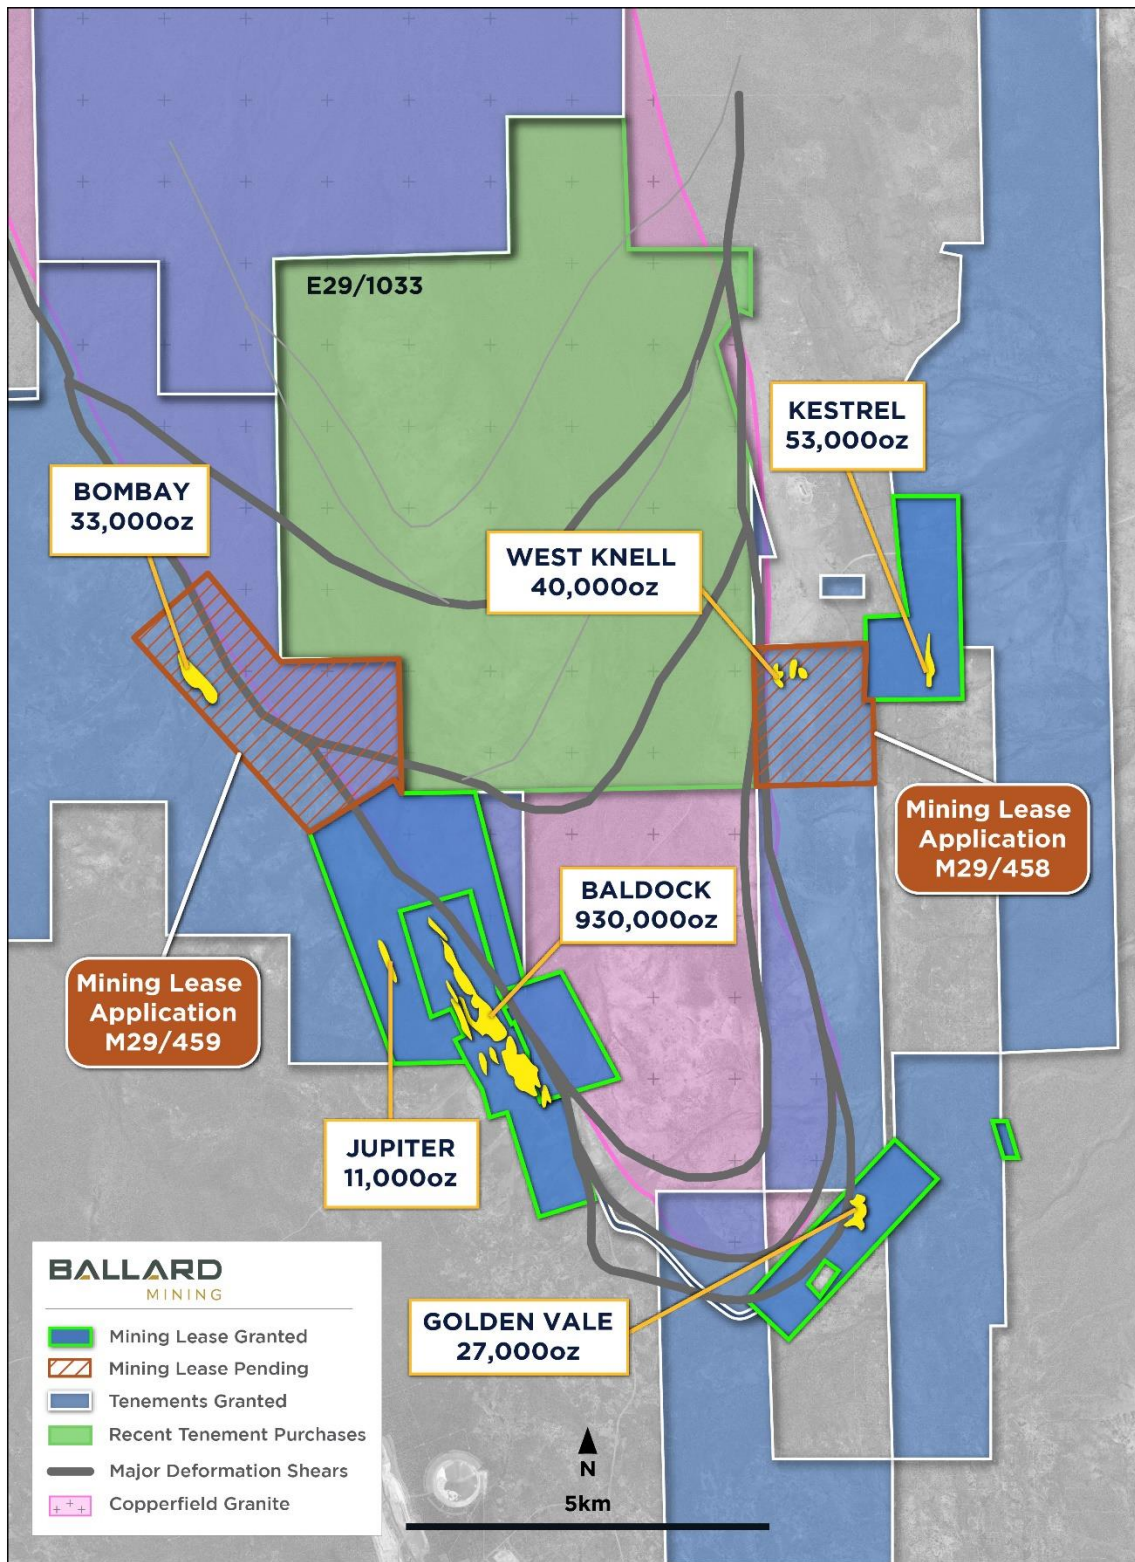 E29/1033
KESTREL
53,000oz
BOMBAY
33,000oz
WEST KNELL
40,000oz
Mining Lease
Application
M29/458
BALDOCK
930,000oz
Mining Lease
Application
M29/459
JUPITER
11,000oz
GOLDEN VALE
27,000oz
BALLARD
MINING
Mining Lease Granted
Mining Lease Pending
Tenements Granted
Recent Tenement Purchases
Major Deformation Shears
Copperfield Granite
N
5km